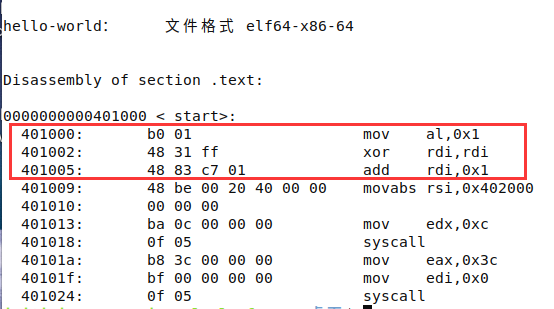 hello-world:      文件格式 elf64-x86-64
Disassembly of section .text:
0000000000401000 < start>:
401000:	b0 01	mov    al,0x1
401002:	48 31 ff	xor    rdi,rdi
401005:	48 83 c7 01	add    rdi,0x1
401009:	48 be 00 20 40 00 00	movabs rsi,0x402000
401010:	00 00 00
401013:	ba 0c 00 00 00	mov    edx,0xc
401018:	0f 05	syscall
40101a:	b8 3c 00 00 00	mov    eax,0x3c
40101f:	bf 00 00 00 00	mov    edi,0x0
401024:	0f 05	syscall